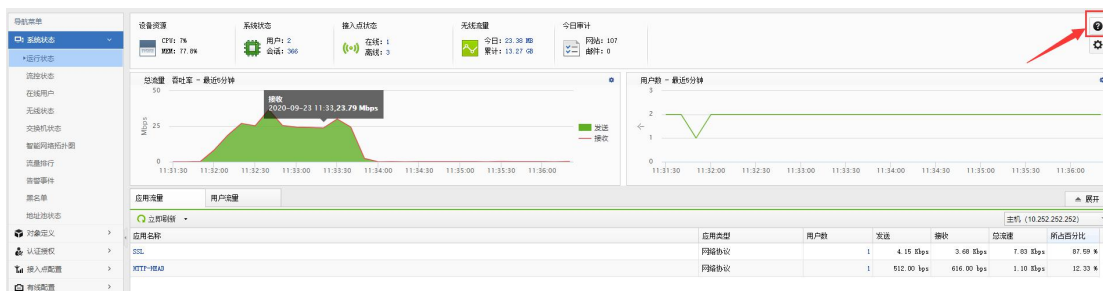 导航菜单
系统状态
运行状态
流控状态
在线用户
无线状态
交换机状态
智能网络拓扑图
流量排行
告警事件
黑名单
地址池状态
对象定义
认证授权
接入点配置
有线配置
设备资源
CPU: 7%
MEM: 77.8%
系统状态
用户: 2
会话: 366
接入点状态
在线: 1
离线: 3
无线流量
今日: 23.38 MB
累计: 13.27 GB
今日审计
网站: 107
邮件: 0
总流量 吞吐率 - 最近5分钟
50
25
0
Mbps
接收
2020-09-23 11:33,23.79 Mbps
发送
接收
11:31:30 11:32:00 11:32:30 11:33:00 11:33:30 11:34:00 11:34:30 11:35:00 11:35:30 11:36:00
用户数 - 最近5分钟
3
2
1
0
11:31:30 11:32:00 11:32:30 11:33:00 11:33:30 11:34:00 11:34:30 11:35:00 11:35:30 11:36:00
应用流量 用户流量 展开
立即刷新 主机 (10.252.252.252)
应用名称 应用类型 用户数 发送 接收 总流速 所占百分比
SSL 网络协议 1 4.15 Kbps 3.68 Kbps 7.83 Kbps 87.59 %
HTTP-HEAD 网络协议 1 512.00 bps 616.00 bps 1.10 Kbps 12.33 %